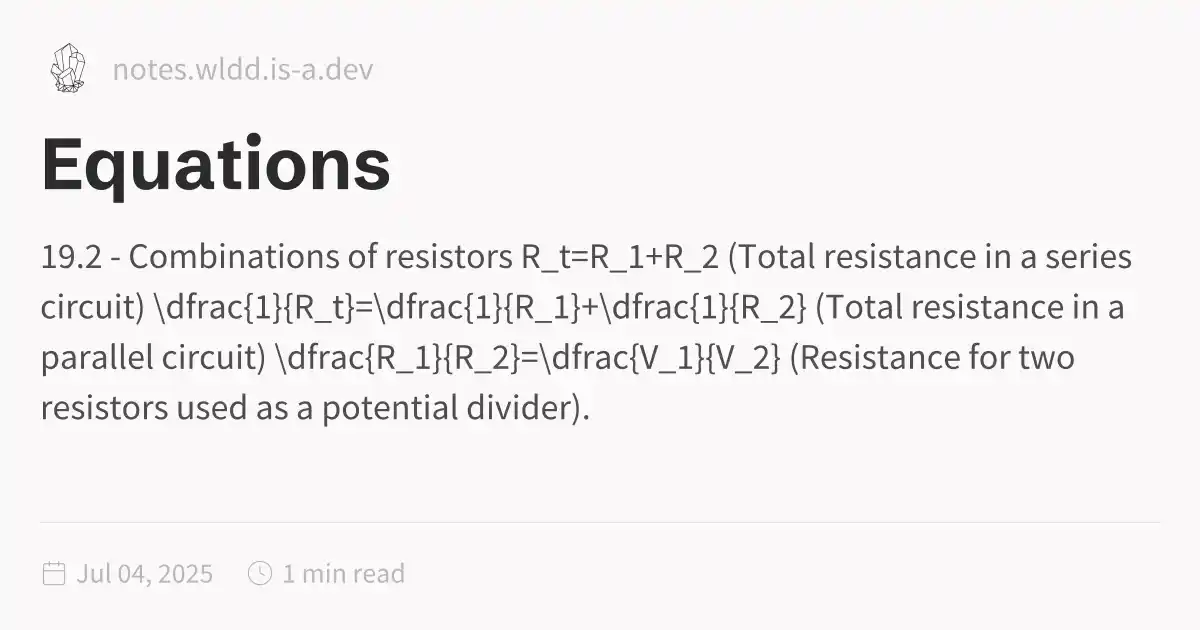 notes.wldd.is-a.dev
Equations
19.2 - Combinations of resistors R_t=R_1+R_2 (Total resistance in a series
circuit) \dfrac{1}{R_t}=\dfrac{1}{R_1}+\dfrac{1}{R_2} (Total resistance in a
parallel circuit) \dfrac{R_1}{R_2}=\dfrac{V_1}{V_2} (Resistance for two
resistors used as a potential divider).
Jul 04, 2025 1 min read